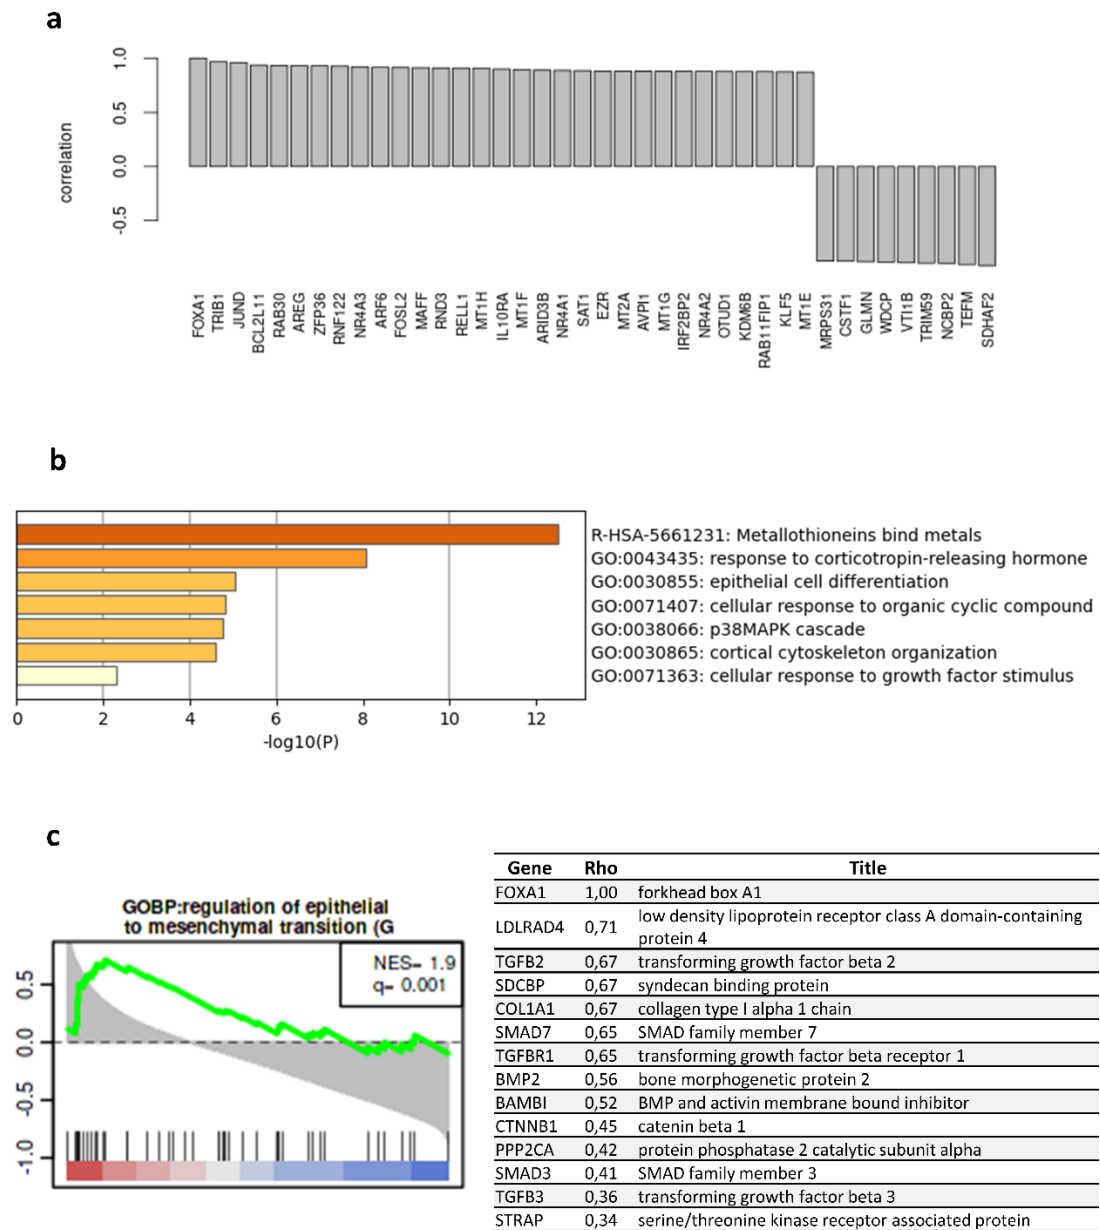 a
1.0
0.5
0.0
-0.5
correlation
FOXA1
TRIB1
JUND
BCL2L11
RAB30
AREG
ZFP36
RNF122
NR4A3
ARF6
FOSL2
MAFF
RND3
RELL1
MT1H
IL10RA
MT1F
ARID3B
NR4A1
SAT1
EZR
MT2A
AVPI1
MT1G
IRF2BP2
NR4A2
OTUD1
KDM6B
RAB11FIP1
KLF5
MT1E
MRPS31
CSTF1
GLMN
WDCP
VTI1B
TRIM59
NCBP2
TEFM
SDHAF2
b
R-HSA-5661231: Metallothioneins bind metals
GO:0043435: response to corticotropin-releasing hormone
GO:0030855: epithelial cell differentiation
GO:0071407: cellular response to organic cyclic compound
GO:0038066: p38MAPK cascade
GO:0030865: cortical cytoskeleton organization
GO:0071363: cellular response to growth factor stimulus
0 2 4 6 8 10 12
-log10(P)
c
GOBP:regulation of epithelial
to mesenchymal transition (G
NES= 1.9
q= 0.001
0.5
0.0
-0.5
-1.0
Gene Rho Title
FOXA1 1,00 forkhead box A1
LDLRAD4 0,71 low density lipoprotein receptor class A domain-containing
protein 4
TGFB2 0,67 transforming growth factor beta 2
SDCBP 0,67 syndecan binding protein
COL1A1 0,67 collagen type I alpha 1 chain
SMAD7 0,65 SMAD family member 7
TGFBR1 0,65 transforming growth factor beta receptor 1
BMP2 0,56 bone morphogenetic protein 2
BAMBI 0,52 BMP and activin membrane bound inhibitor
CTNNB1 0,45 catenin beta 1
PPP2CA 0,42 protein phosphatase 2 catalytic subunit alpha
SMAD3 0,41 SMAD family member 3
TGFB3 0,36 transforming growth factor beta 3
STRAP 0,34 serine/threonine kinase receptor associated protein